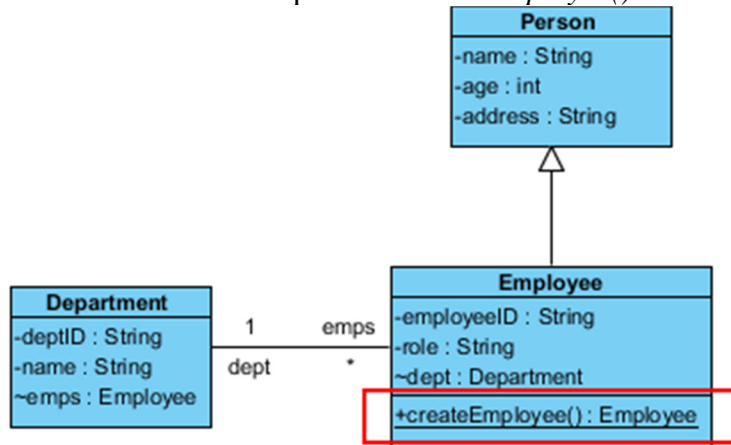 Person
-name : String
-age : int
-address : String
Department
-deptID : String
-name : String
~emps : Employee
1
emps
dept
*
Employee
-employeeID : String
-role : String
~dept : Department
+createEmployee() : Employee